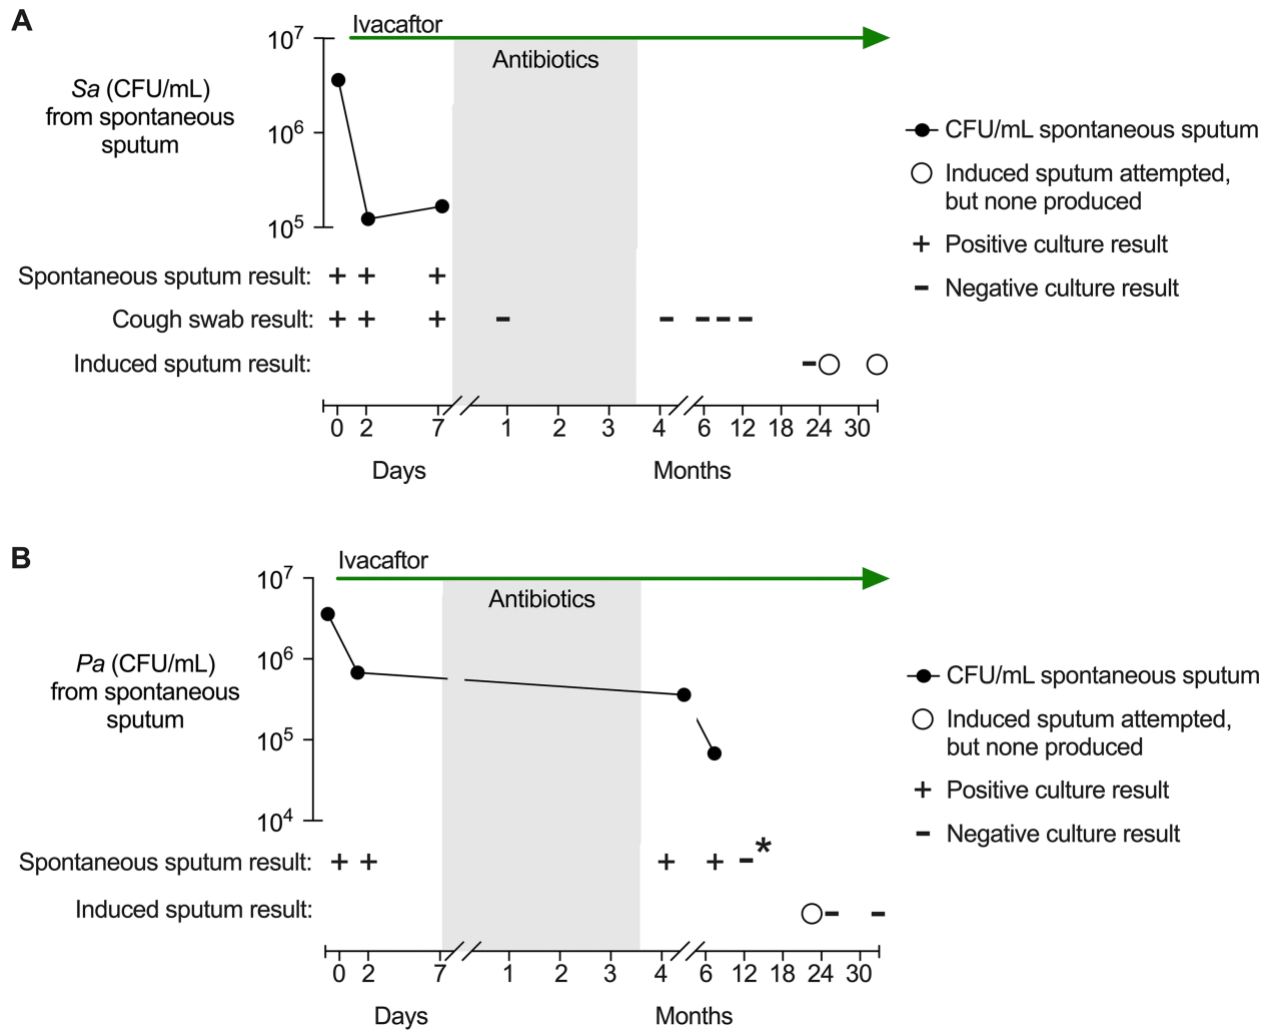 A
Ivacaftor
10^7
Antibiotics
Sa (CFU/mL)
from spontaneous
sputum
10^6
10^5
CFU/mL spontaneous sputum
Induced sputum attempted,
but none produced
+ Positive culture result
- Negative culture result
Spontaneous sputum result: + + +
Cough swab result: + + + - - - - -
Induced sputum result: -
0 2 7 1 2 3 4 6 12 18 24 30
Days Months
B
Ivacaftor
10^7
Antibiotics
Pa (CFU/mL)
from spontaneous
sputum
10^6
10^5
10^4
CFU/mL spontaneous sputum
Induced sputum attempted,
but none produced
+ Positive culture result
- Negative culture result
Spontaneous sputum result: + + + + - *
Induced sputum result: - -
0 2 7 1 2 3 4 6 12 18 24 30
Days Months